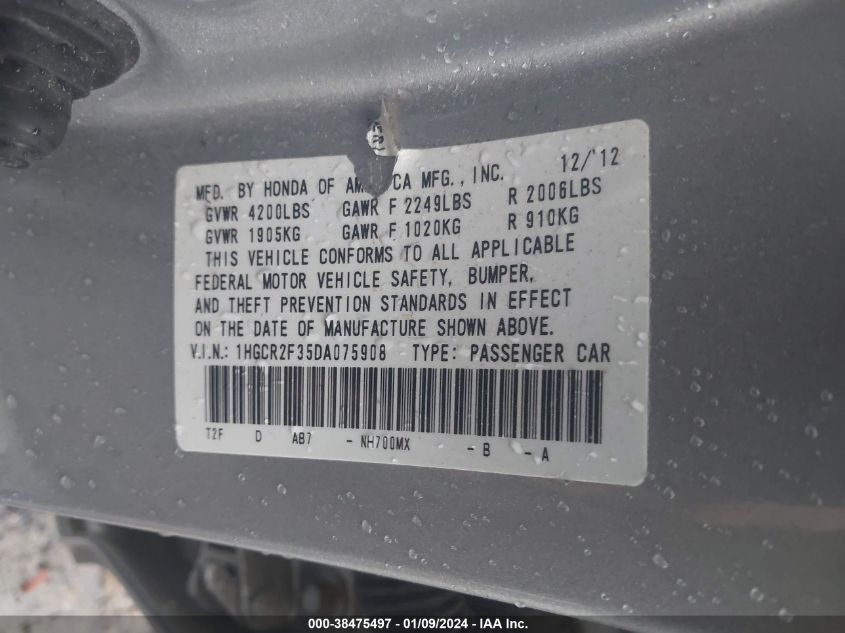 MFD. BY HONDA OF AM CA MFG., INC. 12/'12
GVWR 4200LBS GAWR F 2249LBS R 2006LBS
GVWR 1905KG GAWR F 1020KG R 910KG
THIS VEHICLE CONFORMS TO ALL APPLICABLE
FEDERAL MOTOR VEHICLE SAFETY, BUMPER,
AND THEFT PREVENTION STANDARDS IN EFFECT
ON THE DATE OF MANUFACTURE SHOWN ABOVE.
V.I.N.: 1HGCR2F35DA075908 TYPE: PASSENGER CAR
T2F D AB7 - NH700MX - B - A
000-38475497 - 01/09/2024 - IAA Inc.